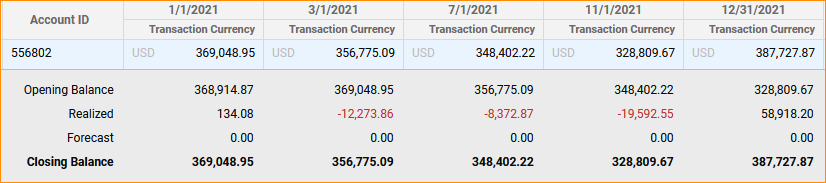 Account ID 1/1/2021 3/1/2021 7/1/2021 11/1/2021 12/31/2021
Transaction Currency Transaction Currency Transaction Currency Transaction Currency Transaction Currency
556802 USD 369,048.95 USD 356,775.09 USD 348,402.22 USD 328,809.67 USD 387,727.87
Opening Balance 368,914.87 369,048.95 356,775.09 348,402.22 328,809.67
Realized 134.08 -12,273.86 -8,372.87 -19,592.55 58,918.20
Forecast 0.00 0.00 0.00 0.00 0.00
Closing Balance 369,048.95 356,775.09 348,402.22 328,809.67 387,727.87